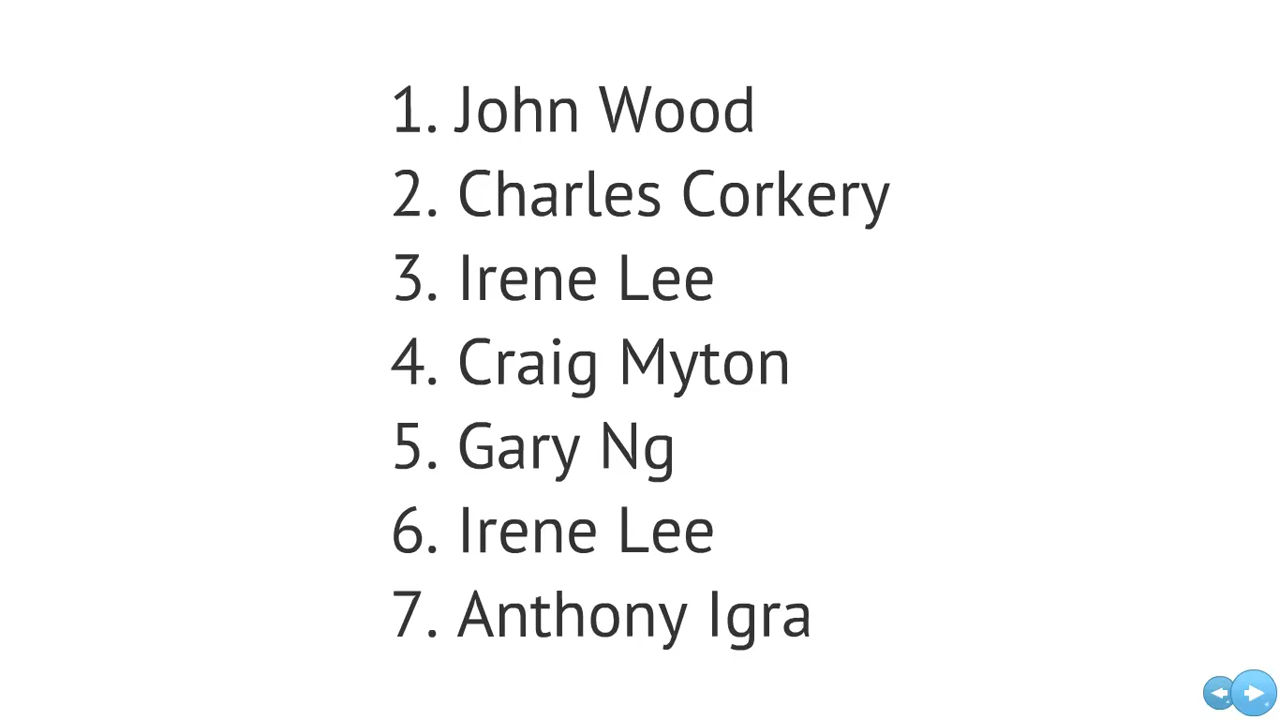 1. John Wood
2. Charles Corkery
3. Irene Lee
4. Craig Myton
5. Gary Ng
6. Irene Lee
7. Anthony Igra